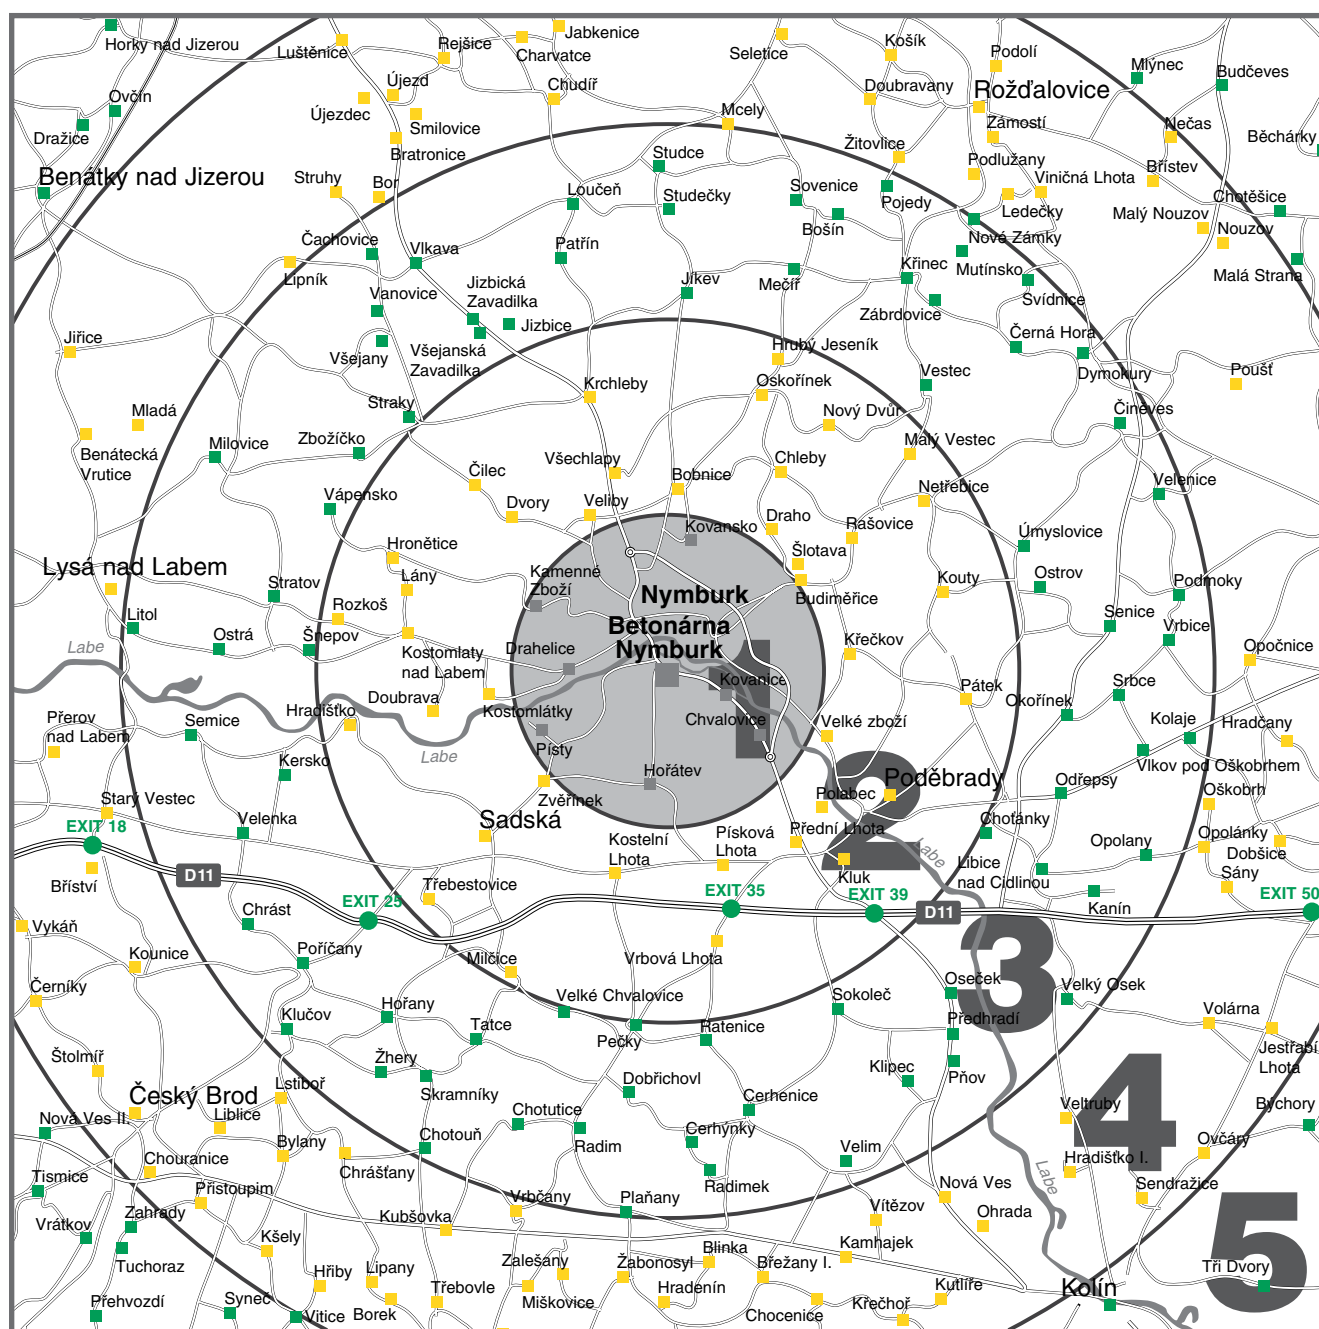 Horky nad Jizerou
Luštěnice
Rejšice
Jabkenice
Charvatce
Seletice
Košík
Podolí
Mlýnec
Budčeves
Ovčín
Újezd
Chudíř
Doubravany
Rožďalovice
Dražice
Újezdec
Smilovice
Mcely
Zámostí
Nečas
Běchárky
Bratronice
Žitovlice
Benátky nad Jizerou
Struhy
Bor
Studce
Podlužany
Břístev
Loučeň
Sovenice
Viničná Lhota
Studečky
Pojedy
Ledečky
Chotěšice
Malý Nouzov
Bošín
Nouzov
Čachovice
Vlkava
Patřín
Nové Zámky
Lipník
Křinec
Mutínsko
Malá Strana
Vanovice
Jizbická
Zavadilka
Jíkev
Mečíř
Svídnice
Zábrdovice
Jizbice
Jiřice
Všejany
Všejanská
Zavadilka
Hrubý Jeseník
Černá Hora
Vestec
Dymokury
Poušť
Krchleby
Oskořínek
Straky
Mladá
Nový Dvůr
Činěves
Benátecká
Vrutice
Milovice
Zbožíčko
Malý Vestec
Čilec
Všechlapy
Bobnice
Chleby
Velenice
Vápensko
Dvory
Veliby
Netřebice
Kovansko
Draho
Rašovice
Úmyslovice
Hronětice
Šlotava
Lysá nad Labem
Lány
Kamenné
Zboží
Stratov
Nymburk
Kouty
Ostrov
Podmoky
Rozkoš
Budiměřice
Litol
Betonárna
Nymburk
Senice
Vrbice
Ostrá
Šnepov
Drahelice
1
Křečkov
Labe
Kostomlaty
nad Labem
Opočnice
Kovanice
Srbce
Doubrava
Pátek
Okořínek
Přerov
nad Labem
Semice
Hradišťko
Kostomlátky
Chvalovice
Velké zboží
Kolaje
Hradčany
Labe
Písty
Vlkov pod Oškobrhem
Kersko
Hořátev
2
Poděbrady
Odřepsy
Zvěřínek
Oškobrh
Starý Vestec
Polabec
EXIT 18
Velenka
Sadská
Písková
Lhota
Přední Lhota
Choťánky
Opolany
Opolánky
Kostelní
Lhota
Labe
Dobšice
D11
Libice
nad Cidlinou
Bříství
Třebestovice
Kluk
Sány
EXIT 35
EXIT 39
EXIT 50
EXIT 25
Chrást
D11
Kanín
Vykáň
Poříčany
3
Kounice
Milčice
Vrbová Lhota
Oseček
Černíky
Velké Chvalovice
Sokoleč
Velký Osek
Hořany
Volárna
Klučov
Tatce
Ratenice
Předhradí
Pečky
Jestřabí
Lhota
Štolmíř
Žhery
Klipec
Pňov
4
Český Brod
Lstiboř
Skramníky
Dobřichovl
Cerhenice
Nová Ves II.
Liblice
Chotutice
Veltruby
Býchory
Bylany
Chotouň
Radim
Cerhýnky
Velim
Ovčáry
Chouranice
Chrášťany
Hradišťko I.
Tismice
Radimek
Labe
Přistoupim
Vrbčany
Plaňany
Nová Ves
Sendražice
Vrátkov
Zahrady
Kubšovka
Vítězov
Ohrada
5
Kšely
Blinka
Kamhajek
Tuchoraz
Zalešany
Žabonosyl
Břežany I.
Tři Dvory
Hřiby
Lipany
Třebovle
Hradenín
Kutlíře
Kolín
Přehvozdí
Syneč
Miškovice
Křečhoř
Vitice
Borek
Chocenice